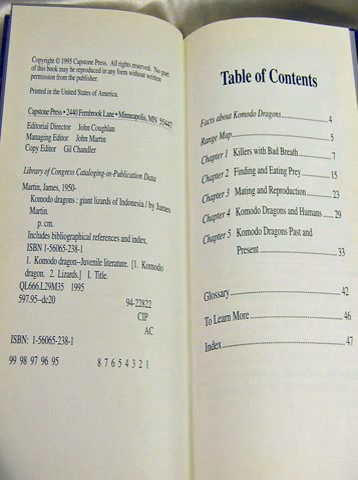 Copyright © 1995 Capstone Press. All rights reserved. No part
of this book may be reproduced in any form without written
permission from the publisher.
Printed in the United States of America.
Capstone Press • 2440 Fernbrook Lane • Minneapolis, MN 55447
Editorial Director John Coughlan
Managing Editor John Martin
Copy Editor Gil Chandler
Library of Congress Cataloging-in-Publication Data
Martin, James, 1950-
Komodo dragons : giant lizards of Indonesia / by James
Martin.
p. cm.
Includes bibliographical references and index.
ISBN 1-56065-238-1
1. Komodo dragon--Juvenile literature. [1. Komodo
dragon. 2. Lizards.] I. Title.
QL666.L29M35 1995
597.95--dc20 94-22822
CIP
AC
ISBN: 1-56065-238-1
99 98 97 96 95 8 7 6 5 4 3 2 1
Table of Contents
Facts about Komodo Dragons 4
Range Map 5
Chapter 1 Killers with Bad Breath 7
Chapter 2 Finding and Eating Prey 15
Chapter 3 Mating and Reproduction 23
Chapter 4 Komodo Dragons and Humans 29
Chapter 5 Komodo Dragons Past and
Present 33
Glossary 42
To Learn More 46
Index 47